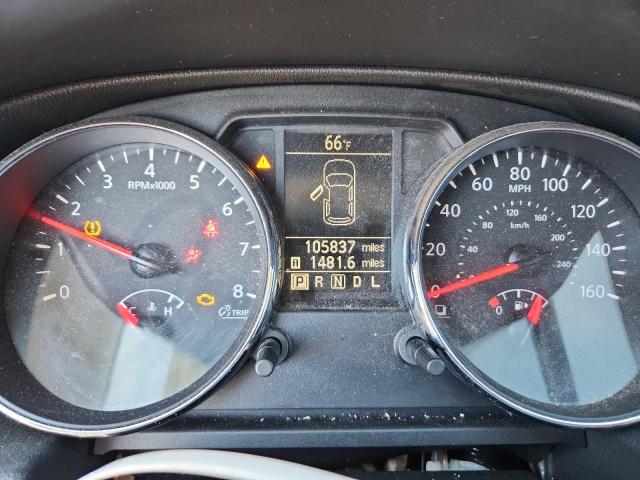 66°F
105837 miles
B 1481.6 miles
P R N D L
0 1 2 3 4 5 6 7 8
RPMx1000
C H
TRIP
0 20 40 60 80 100 120 140 160
MPH
40 80 120 160 200 240
km/h
0